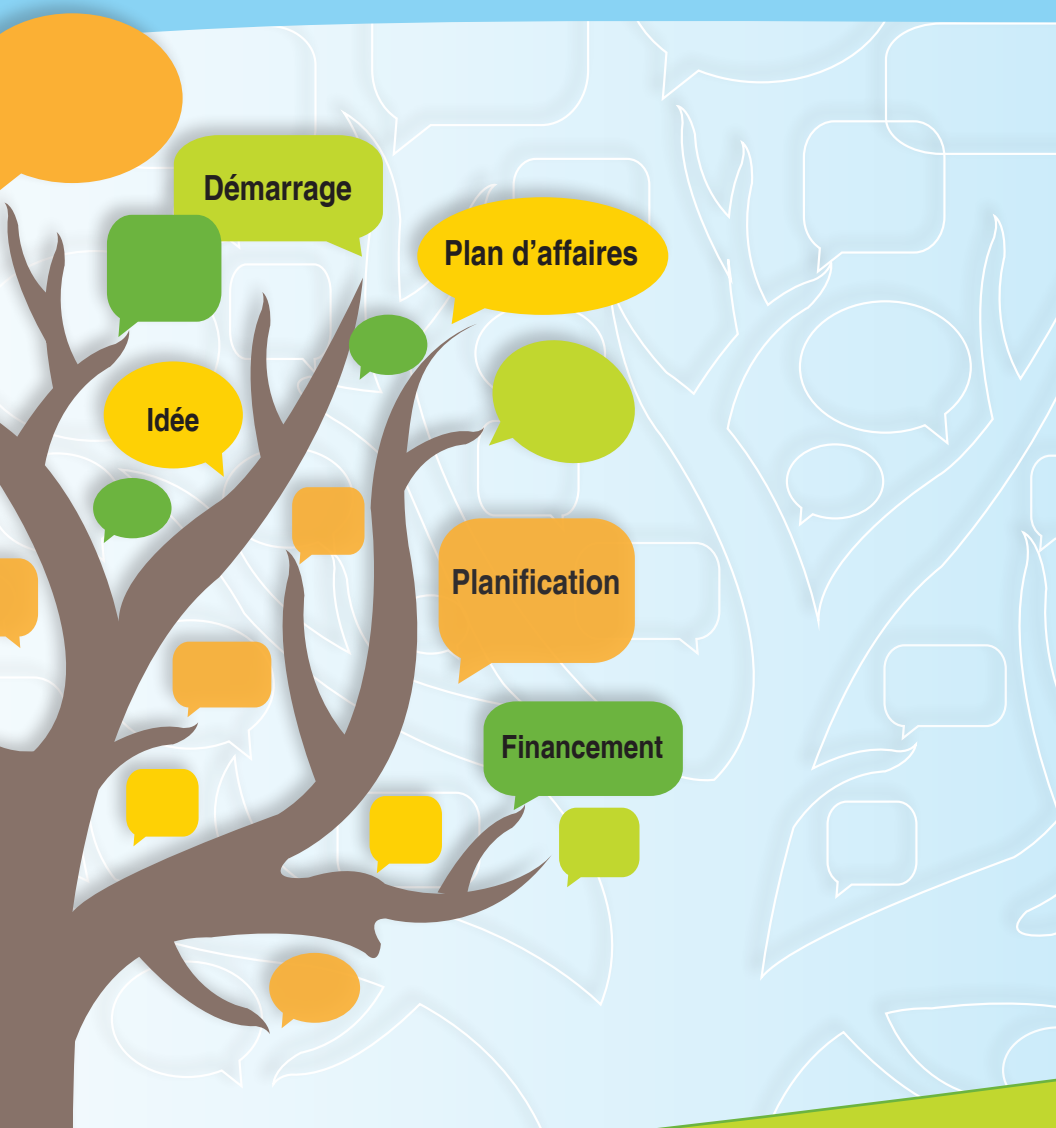 Démarrage
Plan d'affaires
Idée
Planification
Financement